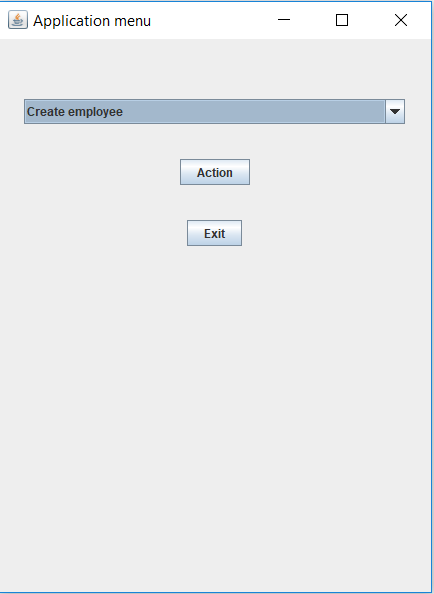 Application menu
Create employee
Action
Exit